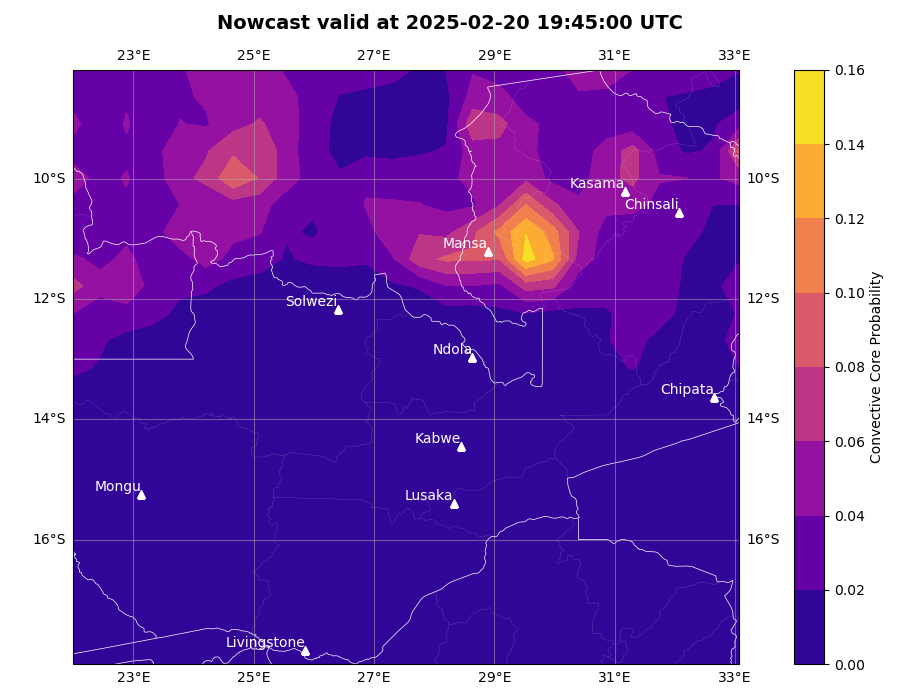 Nowcast valid at 2025-02-20 19:45:00 UTC
23°E 25°E 27°E 29°E 31°E 33°E
0.16
0.14
10°S 10°S
Kasama
Chinsali
0.12
Mansa
0.10
12°S 12°S
Solwezi
Ndola
0.08
Chipata
14°S 14°S
Kabwe
0.06
Mongu
Lusaka
0.04
16°S 16°S
0.02
Livingstone
0.00
Convective Core Probability
23°E 25°E 27°E 29°E 31°E 33°E